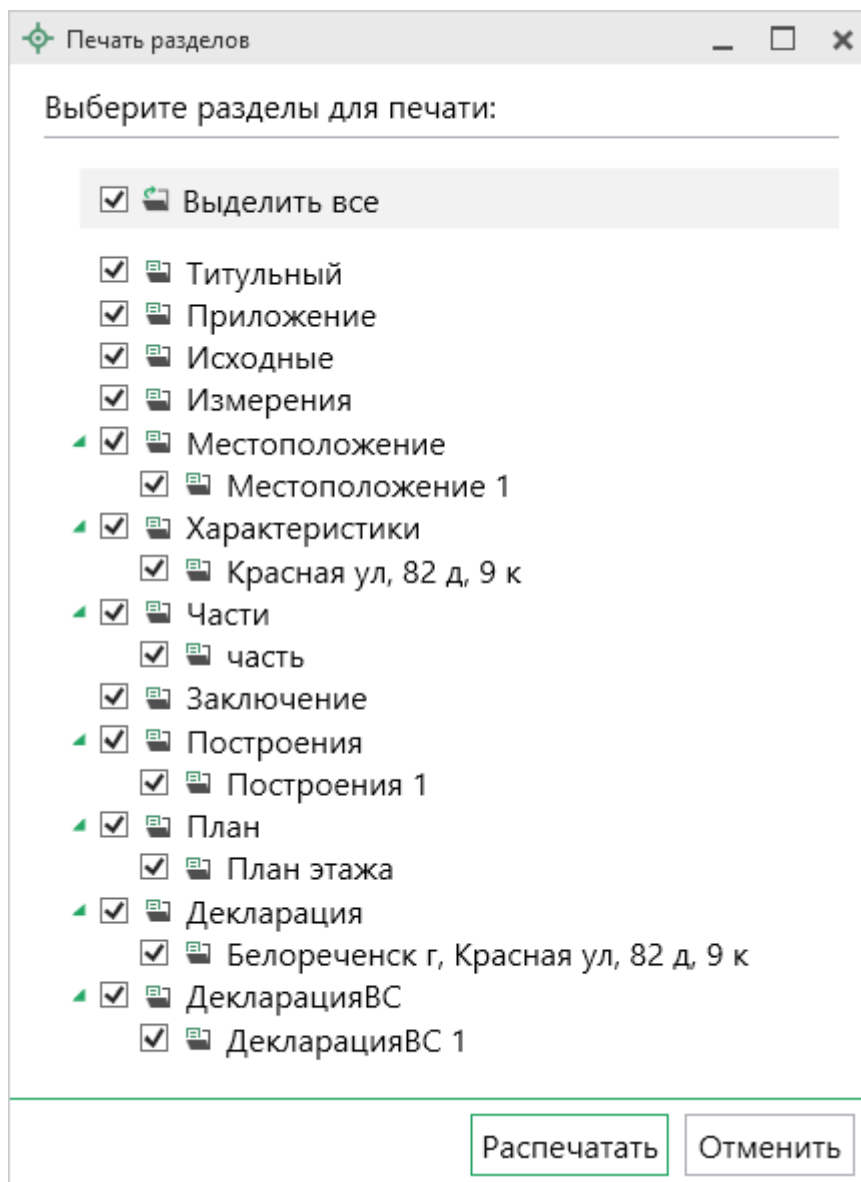 Печать разделов
Выберите разделы для печати:
Выделить все
Титульный
Приложение
Исходные
Измерения
Местоположение
Местоположение 1
Характеристики
Красная ул, 82 д, 9 к
Части
часть
Заключение
Построения
Построения 1
План
План этажа
Декларация
Белореченск г, Красная ул, 82 д, 9 к
ДекларацияВС
ДекларацияВС 1
Распечатать Отменить